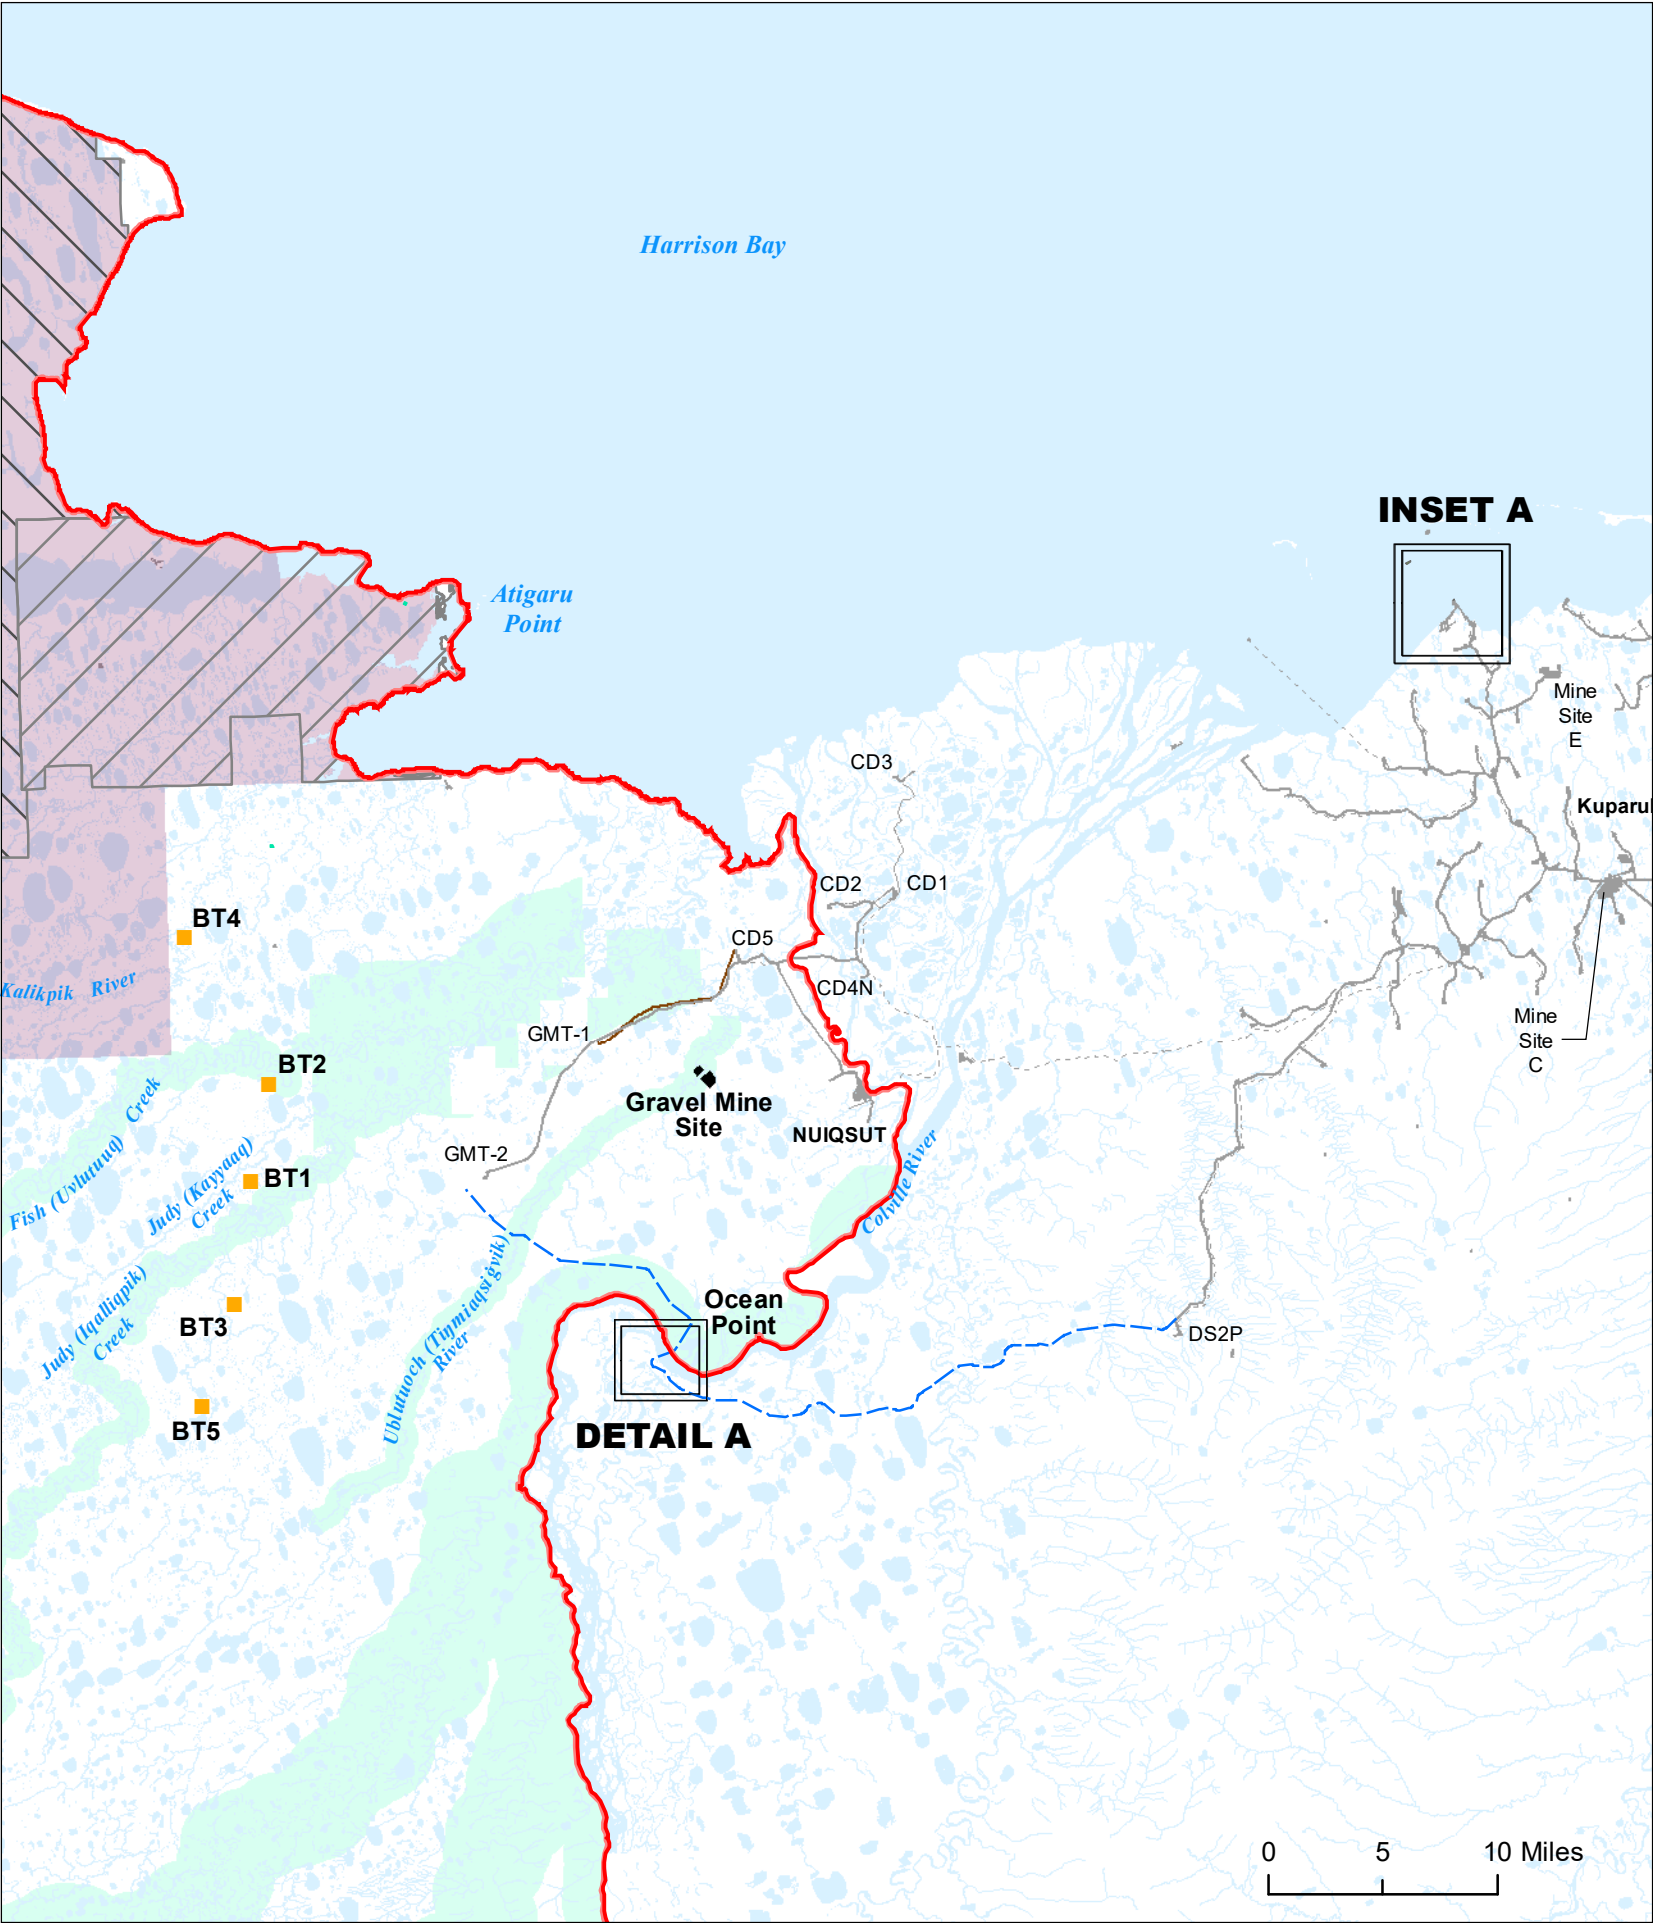 Harrison Bay
INSET A
Atigaru
Point
Mine
Site
E
CD3
Kuparu
CD2
CD1
BT4
CD5
Kalikpik River
CD4N
GMT-1
Mine
Site
C
BT2
Gravel Mine
Site
NUIQSUT
Fish (Uvlutuuq) Creek
GMT-2
BT1
Judy (Kayyaaq)
Creek
Colville River
Ublutuoch (Tiŋmiaqsiġvik)
River
Judy (Iqalliqpik)
Creek
Ocean
Point
BT3
DS2P
BT5
DETAIL A
0 5 10 Miles